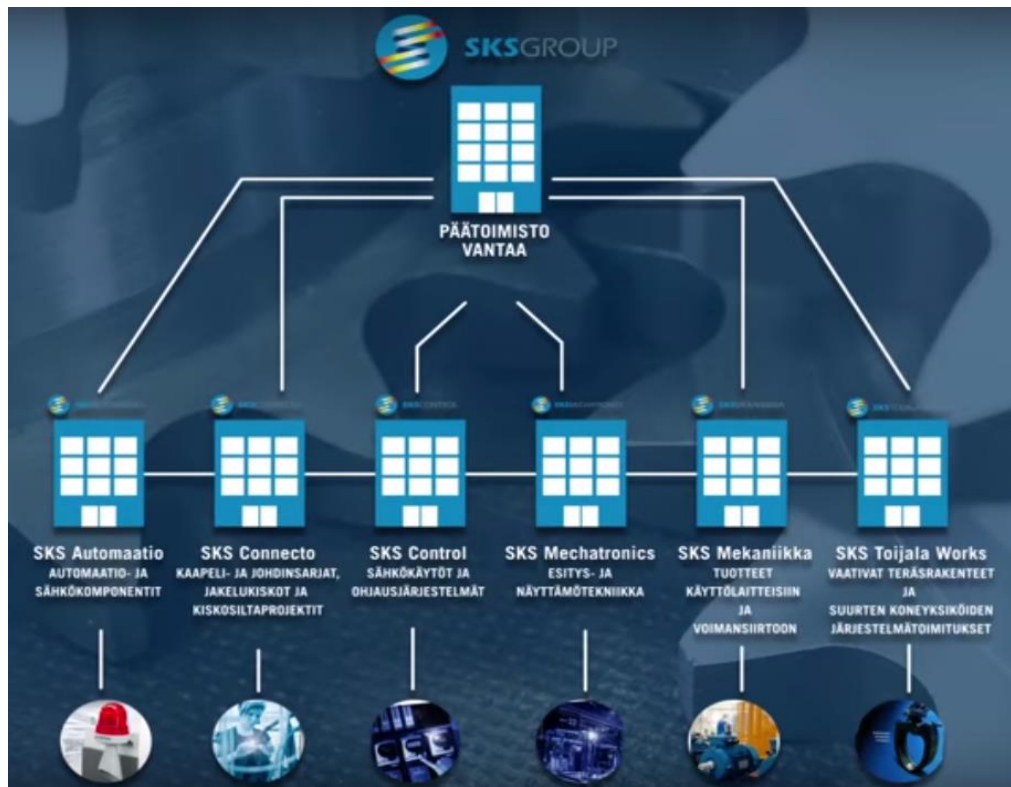 SKSGROUP
PÄÄTOIMISTO
VANTAA
SKSCONTROL
SKS Automaatio
AUTOMAATIO- JA
SÄHKÖKOMPONENTIT
SKS Connecto
KAAPELI- JA JOHDINSARJAT,
JAKELUKISKOT JA
KISKOSILTAPROJEKTIT
SKS Control
SÄHKÖKÄYTÖT JA
OHJAUSJÄRJESTELMÄT
SKS Mechatronics
ESITYS- JA
NÄYTTÄMÖTEKNIIKKA
SKS Mekaniikka
TUOTTEET
KÄYTTÖLAITTEISIIN
JA
VOIMANSIIRTOON
SKS Toijala Works
VAATIVAT TERÄSRAKENTEET
JA
SUURTEN KONEYKSIKÖIDEN
JÄRJESTELMÄTOIMITUKSET